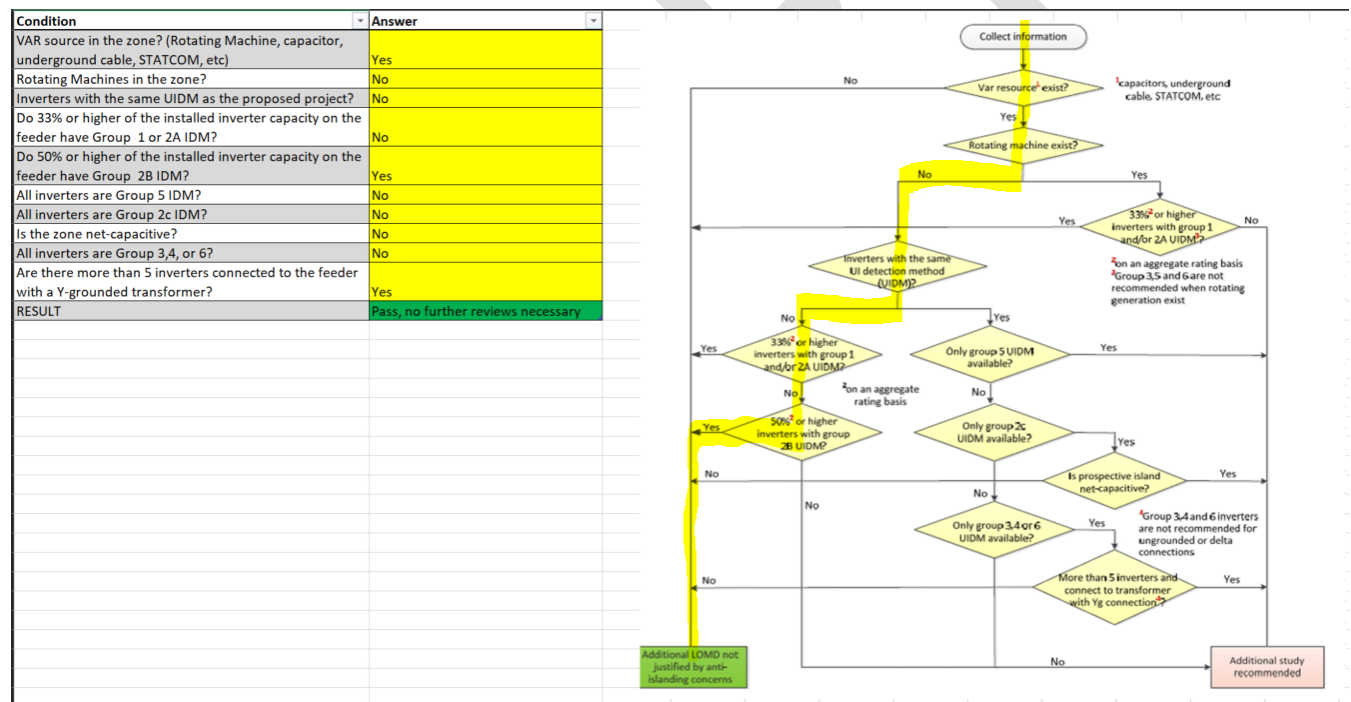 Condition
Answer
VAR source in the zone? (Rotating Machine, capacitor,
underground cable, STATCOM, etc)
Yes
Rotating Machines in the zone?
No
Inverters with the same UIDM as the proposed project?
No
Do 33% or higher of the installed inverter capacity on the
feeder have Group 1 or 2A IDM?
No
Do 50% or higher of the installed inverter capacity on the
feeder have Group 2B IDM?
Yes
All inverters are Group 5 IDM?
No
All inverters are Group 2c IDM?
No
Is the zone net-capacitive?
No
All inverters are Group 3,4, or 6?
No
Are there more than 5 inverters connected to the feeder
with a Y-grounded transformer?
Yes
RESULT
Pass, no further reviews necessary
Collect information
No
Var resource¹ exist?
¹capacitors, underground
cable, STATCOM, etc
Yes
Rotating machine exist?
No
Yes
Yes
33%² or higher
inverters with group 1
and/or 2A UIDM³?
No
²on an aggregate rating basis
³Group 3,5 and 6 are not
recommended when rotating
generation exist
Inverters with the same
UI detection method
(UIDM)?
No
Yes
Yes
33%² or higher
inverters with group 1
and/or 2A UIDM?
Only group 5 UIDM
available?
Yes
No
²on an aggregate
rating basis
No
Yes
50%² or higher
inverters with group
2B UIDM?
Only group 2c
UIDM available?
Yes
No
Is prospective island
net-capacitive?
Yes
No
No
Only group 3,4 or 6
UIDM available?
Yes
⁴Group 3,4 and 6 inverters
are not recommended for
ungrounded or delta
connections
No
More than 5 inverters and
connect to transformer
with Yg connection⁴?
Yes
Additional LOMD not
justified by anti-
islanding concerns
No
Additional study
recommended